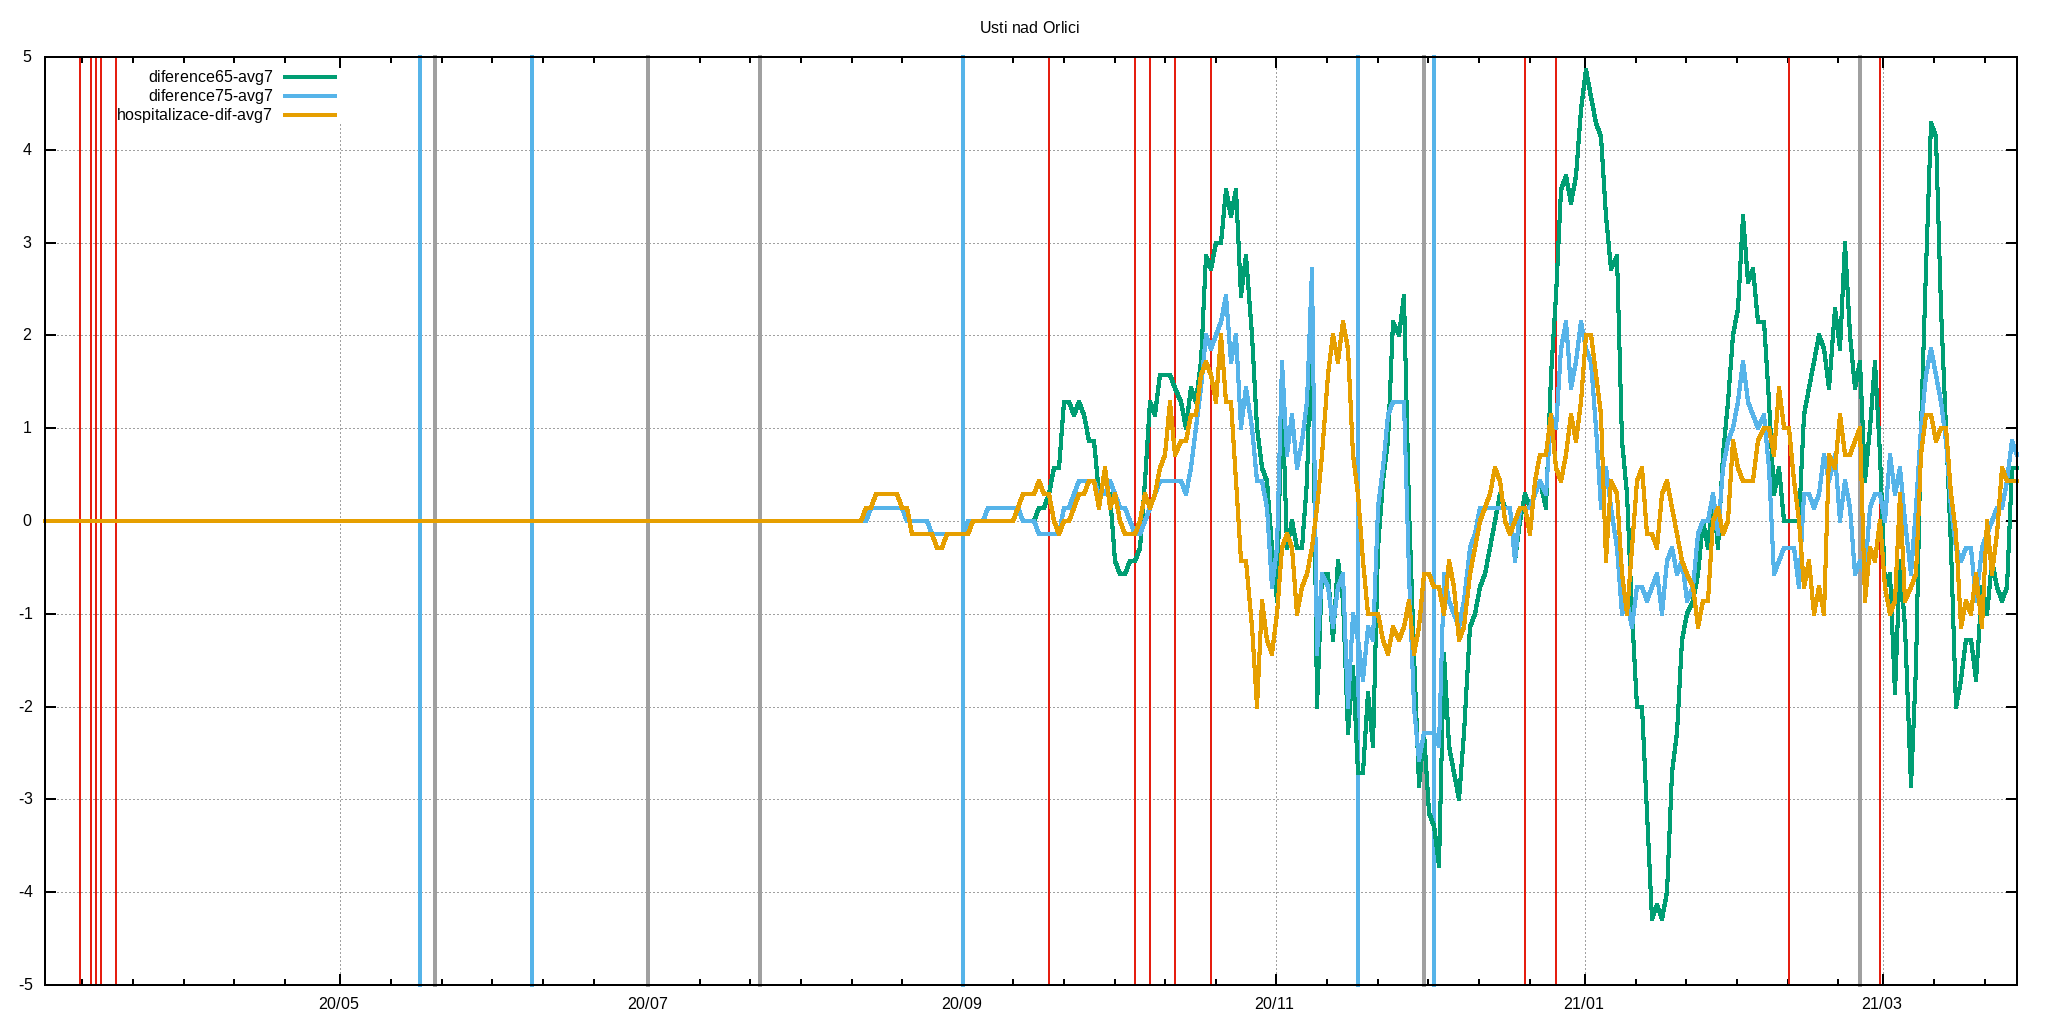 Usti nad Orlici
diference65-avg7
diference75-avg7
hospitalizace-dif-avg7
5
4
3
2
1
0
-1
-2
-3
-4
-5
20/05 20/07 20/09 20/11 21/01 21/03